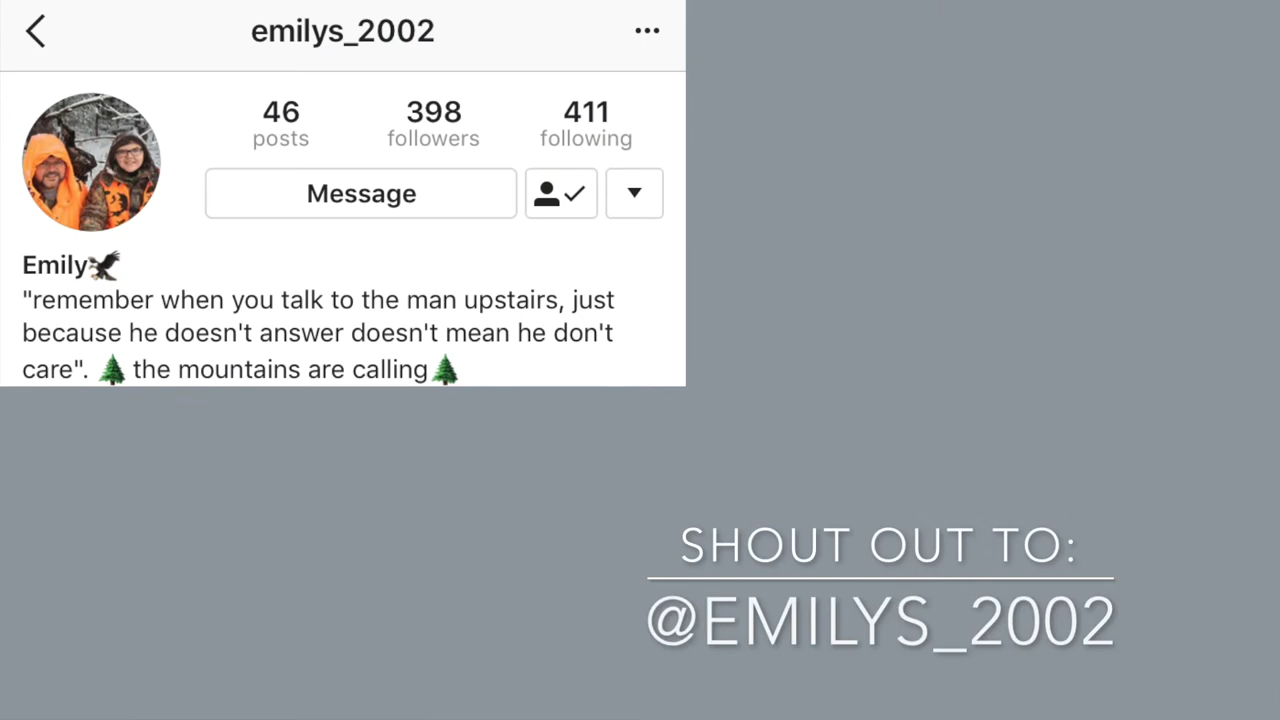 emilys_2002
46 398 411
posts followers following
Message
Emily
"remember when you talk to the man upstairs, just
because he doesn't answer doesn't mean he don't
care". 🌲 the mountains are calling🌲
SHOUT OUT TO:
@EMILYS_2002